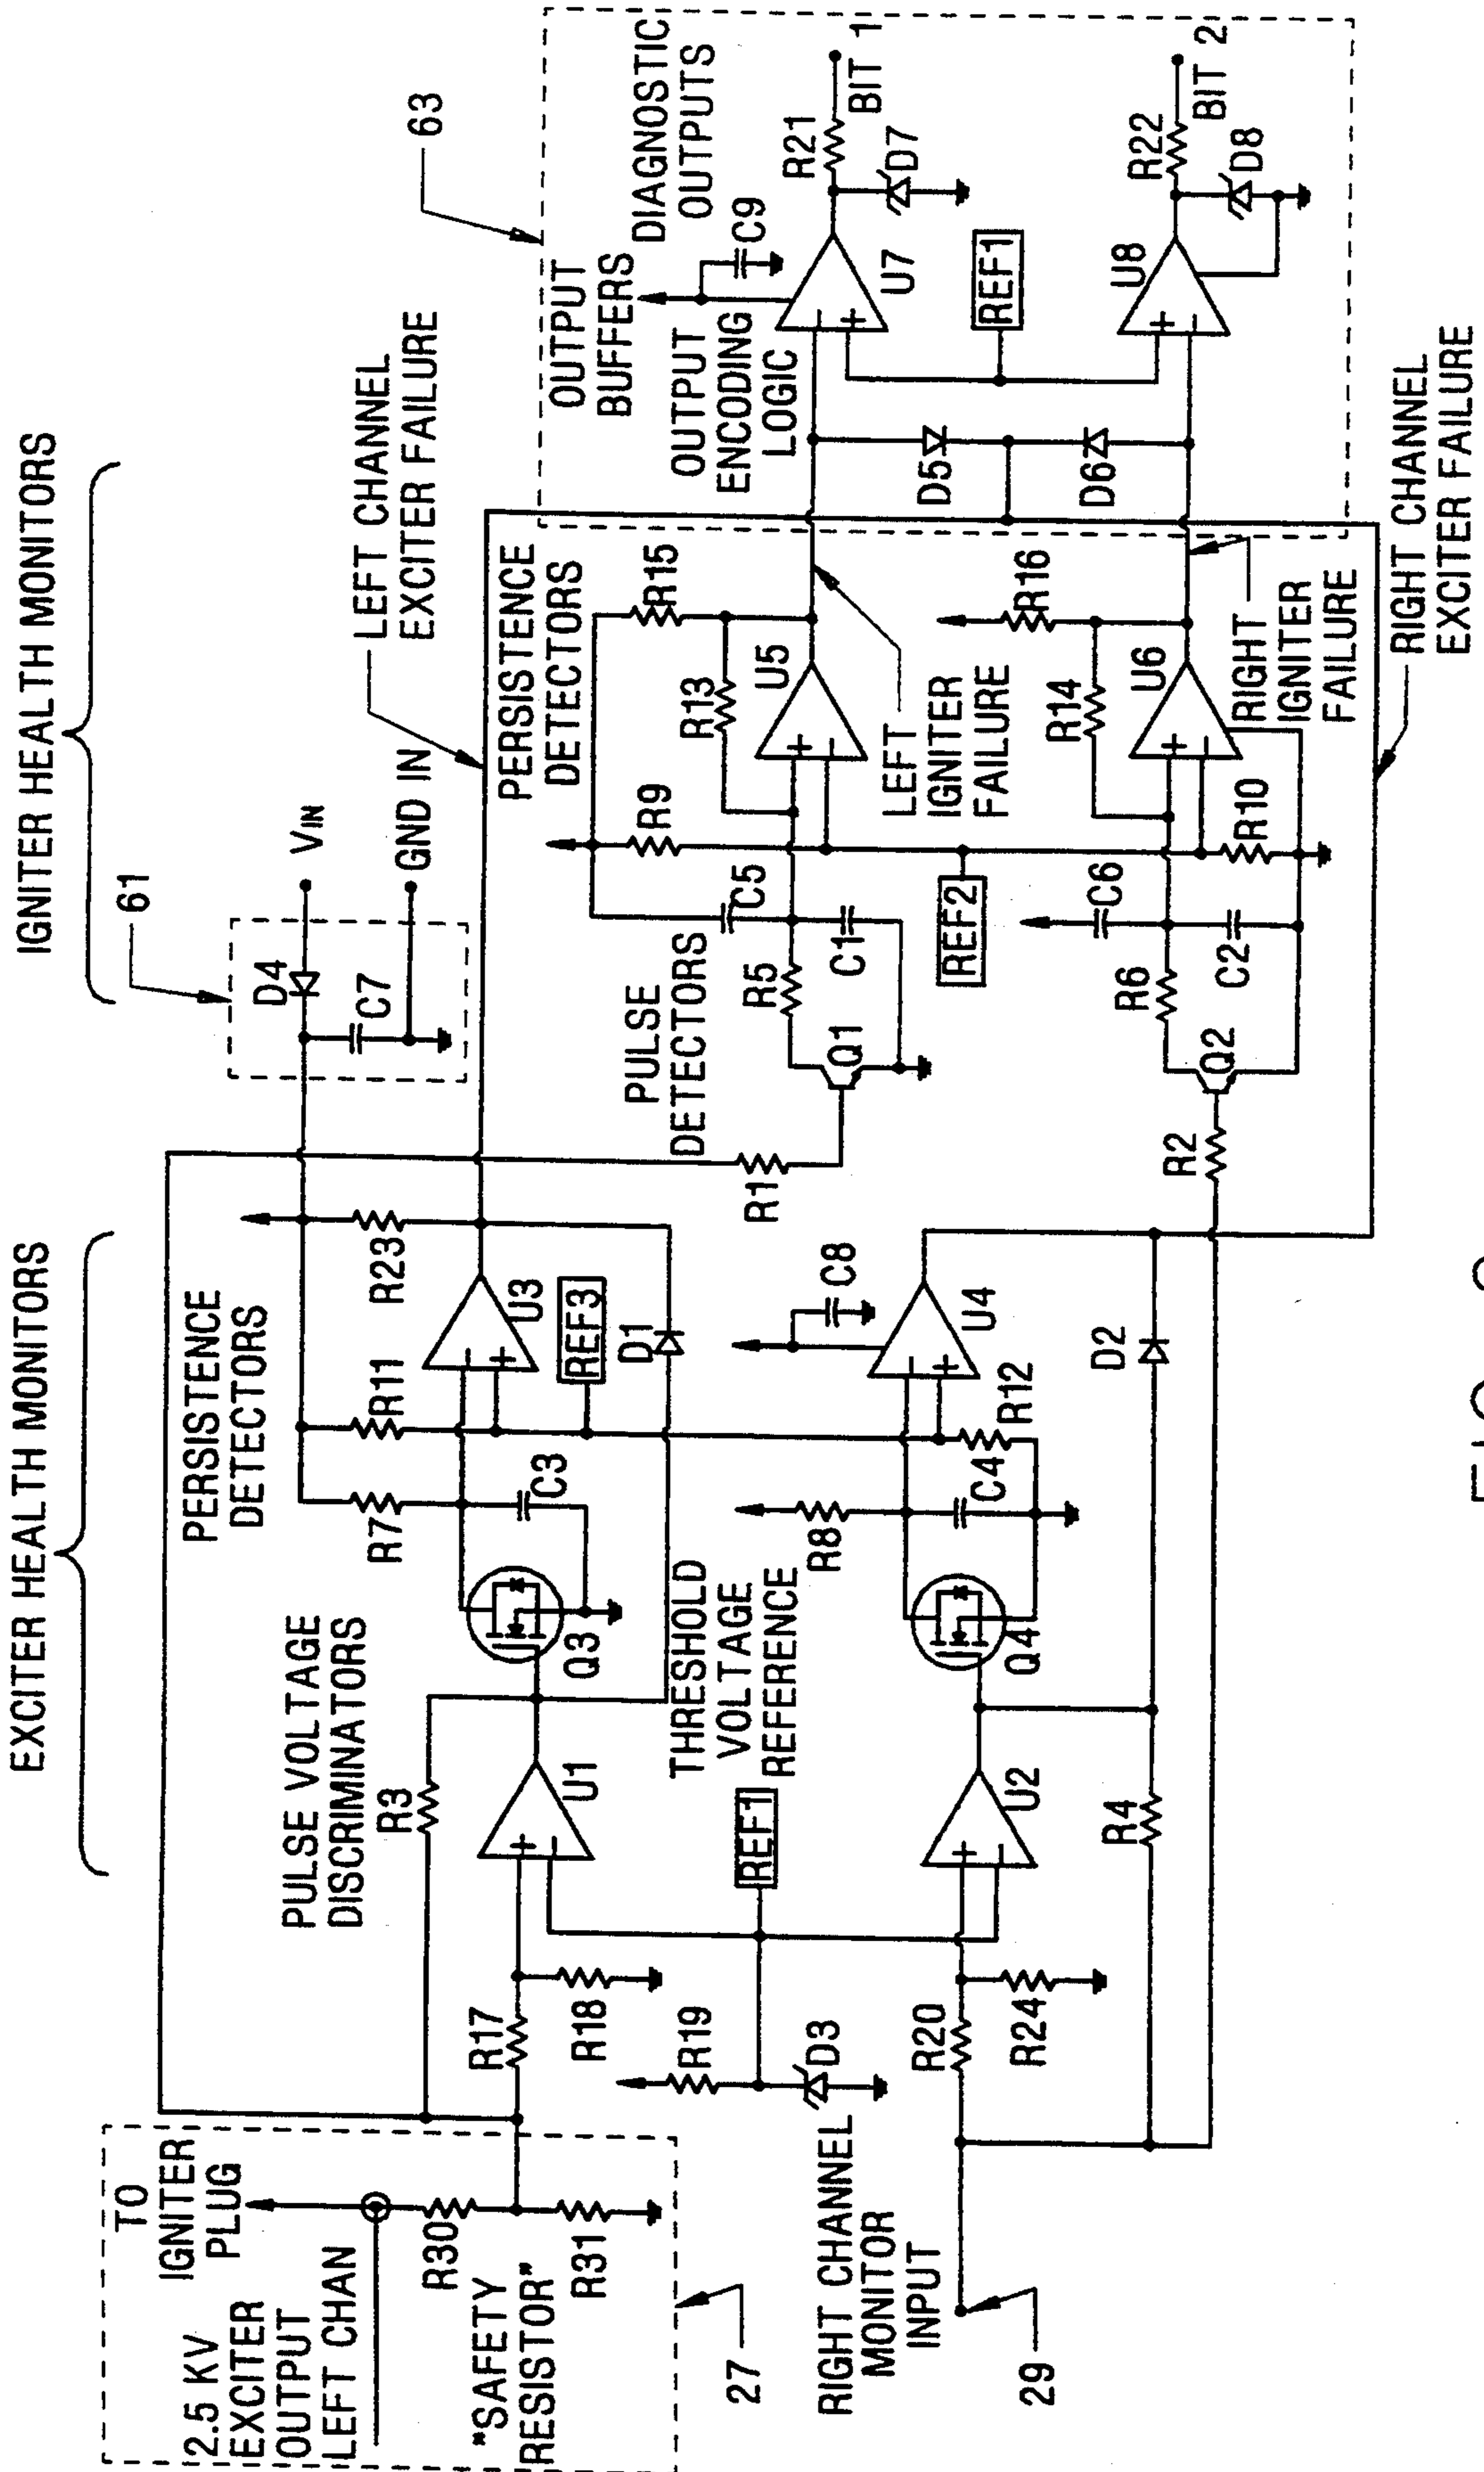 EXCITER HEALTH MONITORS
IGNITER HEALTH MONITORS
61
VIN
D4
C7
GND IN
LEFT CHANNEL
EXCITER FAILURE
63
PERSISTENCE
DETECTORS
R7
R11
R23
C3
U3
REF3
D1
PULSE VOLTAGE
DISCRIMINATORS
R3
U1
Q3
TO
IGNITER
PLUG
2.5 KV
EXCITER
OUTPUT
LEFT CHAN
R30
"SAFETY
RESISTOR"
R31
27
R17
R18
R19
D3
REF1
THRESHOLD
VOLTAGE
REFERENCE
RIGHT CHANNEL
MONITOR
INPUT
29
R20
R24
U2
R4
Q4
R8
C4
R12
U4
C8
D2
R1
R2
PULSE
DETECTORS
Q1
R5
C1
C5
R9
PERSISTENCE
DETECTORS
R13
R15
U5
REF2
LEFT
IGNITER
FAILURE
Q2
R6
C2
C6
R10
R14
R16
U6
RIGHT
IGNITER
FAILURE
RIGHT CHANNEL
EXCITER FAILURE
OUTPUT
BUFFERS
DIAGNOSTIC
OUTPUTS
OUTPUT
ENCODING
LOGIC
C9
U7
R21
BIT 1
D7
D5
D6
REF1
U8
R22
BIT 2
D8